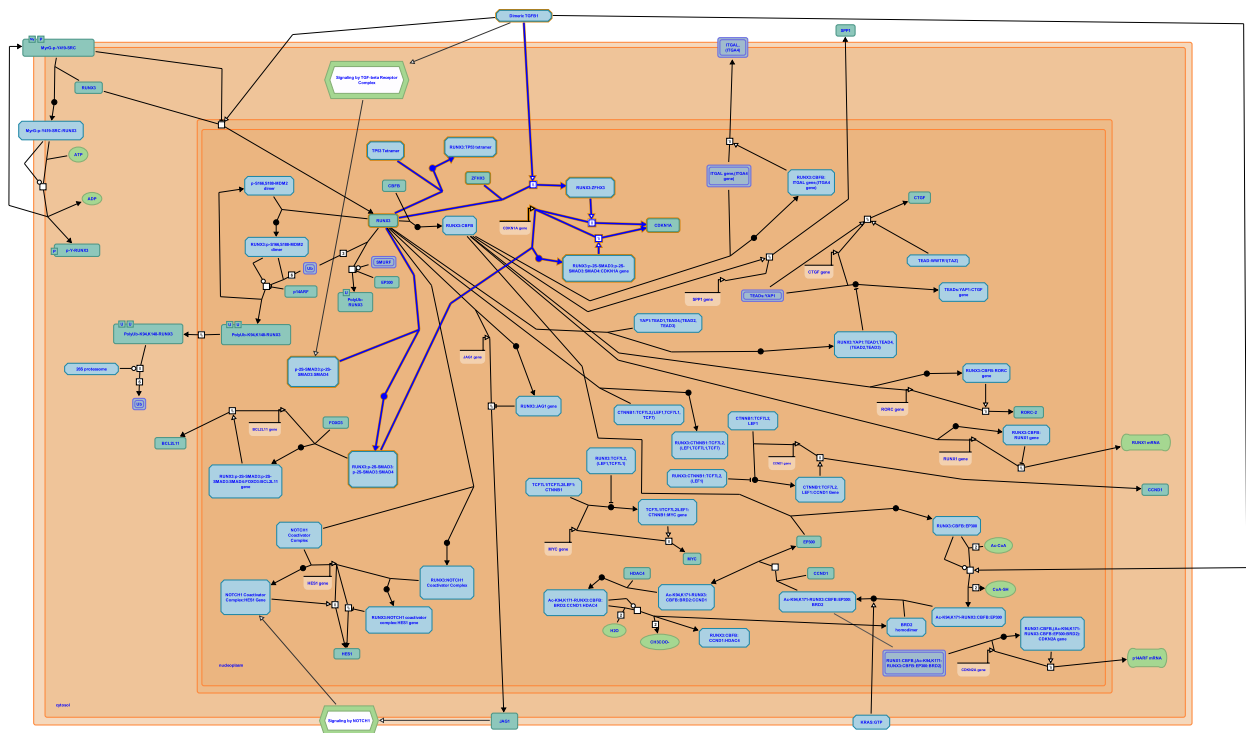 Dimeric TGFB1
MyrG-p-Y419-SRC
RUNX3
MyrG-p-Y419-SRC:RUNX3
ATP
ADP
p-Y-RUNX3
Signaling by TGF-beta Receptor
Complex
ITGAL,
(ITGA4)
SPP1
TP53 Tetramer
RUNX3:TP53 tetramer
p-S166,S188-MDM2
dimer
CBFB
ZFHX3
RUNX3:ZFHX3
ITGAL gene,(ITGA4
gene)
RUNX3:CBFB:
ITGAL gene,(ITGA4
gene)
CTGF
RUNX3
RUNX3:CBFB
CDKN1A gene
CDKN1A
RUNX3:p-S166,S188-MDM2
dimer
Ub
SMURF
EP300
p14ARF
PolyUb-
RUNX3
RUNX3:p-2S-SMAD3:p-2S-
SMAD3:SMAD4:CDKN1A gene
TEAD:WWTR1(TAZ)
CTGF gene
SPP1 gene
TEADs:YAP1
TEADs:YAP1:CTGF
gene
PolyUb-K94,K148-RUNX3
PolyUb-K94,K148-RUNX3
YAP1:TEAD1,TEAD4,(TEAD2,
TEAD3)
RUNX3:YAP1:TEAD1,TEAD4,
(TEAD2,TEAD3)
26S proteasome
Ub
JAG1 gene
p-2S-SMAD3:p-2S-
SMAD3:SMAD4
RUNX3:CBFB:RORC
gene
RUNX3:JAG1 gene
CTNNB1:TCF7L2,(LEF1,TCF7L1,
TCF7)
RORC gene
RORC-2
BCL2L11 gene
FOXO3
BCL2L11
CTNNB1:TCF7L2,
LEF1
RUNX3:CTNNB1:TCF7L2,
(LEF1,TCF7L1,TCF7)
RUNX3:CBFB:
RUNX1 gene
RUNX1 gene
RUNX1 mRNA
RUNX3:TCF7L2,
(LEF1,TCF7L1)
CCND1 gene
RUNX3:p-2S-SMAD3:p-2S-
SMAD3:SMAD4:FOXO3:BCL2L11
gene
RUNX3:p-2S-SMAD3:
p-2S-SMAD3:SMAD4
RUNX3:CTNNB1:TCF7L2,
(LEF1)
CTNNB1:TCF7L2,
LEF1:CCND1 Gene
CCND1
TCF7L1/TCF7L2/LEF1:
CTNNB1
TCF7L1/TCF7L2/LEF1:
CTNNB1:MYC gene
NOTCH1
Coactivator
Complex
MYC gene
MYC
EP300
RUNX3:CBFB:EP300
Ac-CoA
CoA-SH
HES1 gene
RUNX3:NOTCH1
Coactivator Complex
HDAC4
CCND1
NOTCH1 Coactivator
Complex:HES1 Gene
RUNX3:NOTCH1 coactivator
complex:HES1 gene
Ac-K94,K171-RUNX3:CBFB:
BRD2:CCND1:HDAC4
Ac-K94,K171-RUNX3:
CBFB:BRD2:CCND1
Ac-K94,K171-RUNX3:CBFB:EP300:
BRD2
Ac-K94,K171-RUNX3:CBFB:EP300
H2O
CH3COO-
RUNX3:CBFB:
CCND1:HDAC4
BRD2
homodimer
RUNX3:CBFB,(Ac-K94,K171-
RUNX3:CBFB:EP300:BRD2):
CDKN2A gene
HES1
RUNX3:CBFB,(Ac-K94,K171-
RUNX3:CBFB:EP300:BRD2)
CDKN2A gene
p14ARF mRNA
nucleoplasm
cytosol
Signaling by NOTCH1
JAG1
KRAS:GTP